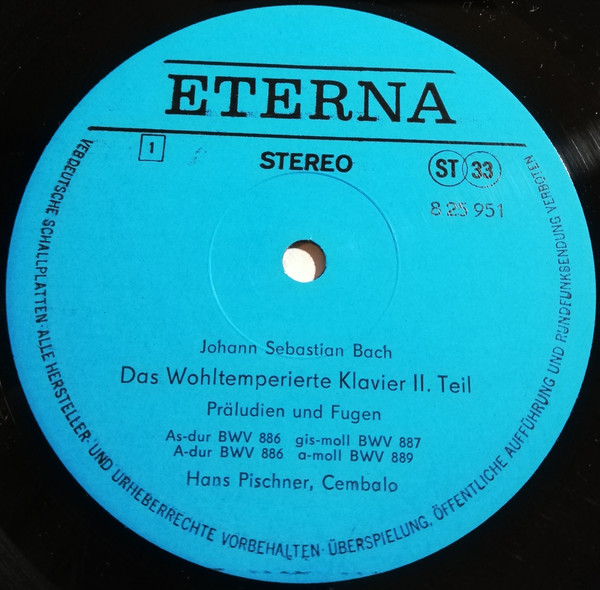 ETERNA
1
STEREO
ST 33
8 25 951
Johann Sebastian Bach
Das Wohltemperierte Klavier II. Teil
Präludien und Fugen
As-dur BWV 886 gis-moll BWV 887
A-dur BWV 886 a-moll BWV 889
Hans Pischner, Cembalo
VEB DEUTSCHE SCHALLPLATTEN · ALLE HERSTELLER- UND URHEBERRECHTE VORBEHALTEN · ÜBERSPIELUNG, ÖFFENTLICHE AUFFÜHRUNG UND RUNDFUNKSENDUNG VERBOTEN